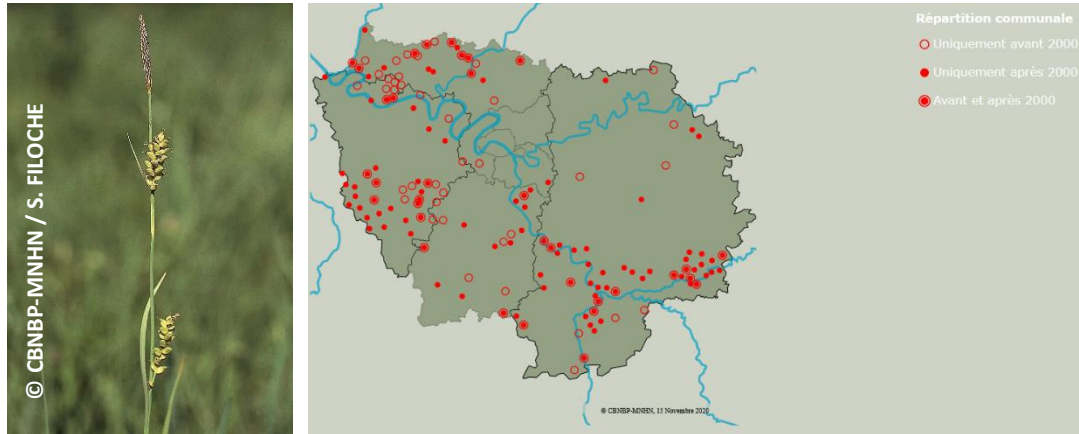 © CBNBP-MNHN / S. FILOCHE
Répartition communale
Uniquement avant 2000
Uniquement après 2000
Avant et après 2000
© CBNBP-MNHN, 15 Novembre 2020